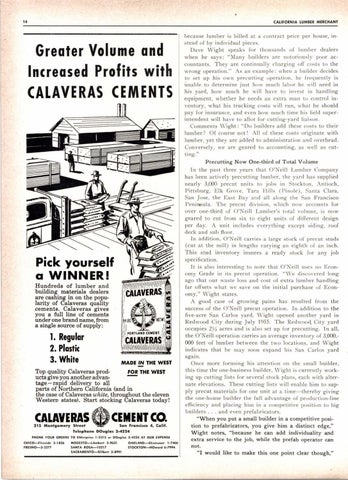 14
CALIFORNIA LUMBER MERCHANT
Greater Volume and
Increased Profits with
CALAVERAS CEMENTS
Pick yourself
a WINNER!
Hundreds of lumber and
building materials dealers
are cashing in on the popu-
larity of Calaveras quality
cements. Calaveras gives
you a full line of cements
under one brand name, from
a single source of supply:
1. Regular
2. Plastic
3. White
Top quality Calaveras prod-
ucts give you another advan-
tage—rapid delivery to all
parts of Northern California (and in
the case of Calaveras white, throughout the eleven
Western states). Start stocking Calaveras today!
CALAVERAS
PORTLAND CEMENT
CALAVERAS
MADE IN THE WEST
FOR THE WEST
CALAVERAS CEMENT CO.
315 Montgomery Street San Francisco 4, Calif.
Telephone DOuglas 2-4224
because lumber is billed at a contract price per house, in-
stead of by individual pieces.
Dave Wight speaks for thousands of lumber dealers
when he says: "Many builders are notoriously poor ac-
countants. They are continually charging off costs to the
wrong operation." As an example: when a builder decides
to set up his own precutting operation, he frequently is
unable to determine just how much labor he will need in
his yard, how much he will have to invest in handling
equipment, whether he needs an extra man to control in-
ventory, what his trucking costs will run, what he should
pay for insurance, and even how much time his field super-
intendent will have to allot for cutting-yard liaison.
Comments Wight: "Do builders add these costs to their
lumber? Of course not! All of these costs originate with
lumber, yet they are added to administration and overhead.
Conversely, we are geared to accounting, as well as cut-
ting."
Precutting Now One-third of Total Volume
In the past three years that O'Neill Lumber Company
has been actively precutting lumber, the yard has supplied
nearly 3,000 precut units to jobs in Stockton, Antioch,
Pittsburg, Elk Grove, Tara Hills (Pinole), Santa Clara,
San Jose, the East Bay and all along the San Francisco
Peninsula. The precut division, which now accounts for
over one-third of O'Neill Lumber's total volume, is now
geared to cut from six to eight units of different design
per day. A unit includes everything except siding, roof
deck and sub floor.
In addition, O'Neill carries a large stock of precut studs
(cut at the mill) in lengths varying an eighth of an inch.
This stud inventory insures a ready stock for any job
specification.
It is also interesting to note that O'Neill uses no Econ-
omy Grade in its precut operation. "We discovered long
ago that our waste loss and cost of extra lumber handling
far offsets what we save on the initial purchase of Econ-
omy," Wight states.
A good case of growing pains has resulted from the
success of the O'Neill precut operation. In addition to the
five-acre San Carlos yard, Wight opened another yard in
Redwood City during July 1955. The Redwood City yard
occupies 2½ acres and is also set up for precutting. In all,
the O'Neill operation carries an average inventory of 3,000,-
000 feet of lumber between the two locations, and Wight
indicates that he may soon expand his San Carlos yard
again.
Once more focusing his attention on the small builder,
this time the one-house builder, Wight is currently work-
ing up cutting lists for several stock plans, each with alter-
nate elevations. These cutting lists will enable him to sup-
ply precut materials for one unit at a time—thereby giving
the one-house builder the full advantage of production-line
efficiency and placing him in a competitive position to big
builders . . . and even prefabricators.
"When you put a small builder in a competitive posi-
tion to prefabricators, you give him a distinct edge,"
Wight notes, "because he can add individuality and
extra service to the job, while the prefab operator can
not.
"I would like to make this one point clear though,"